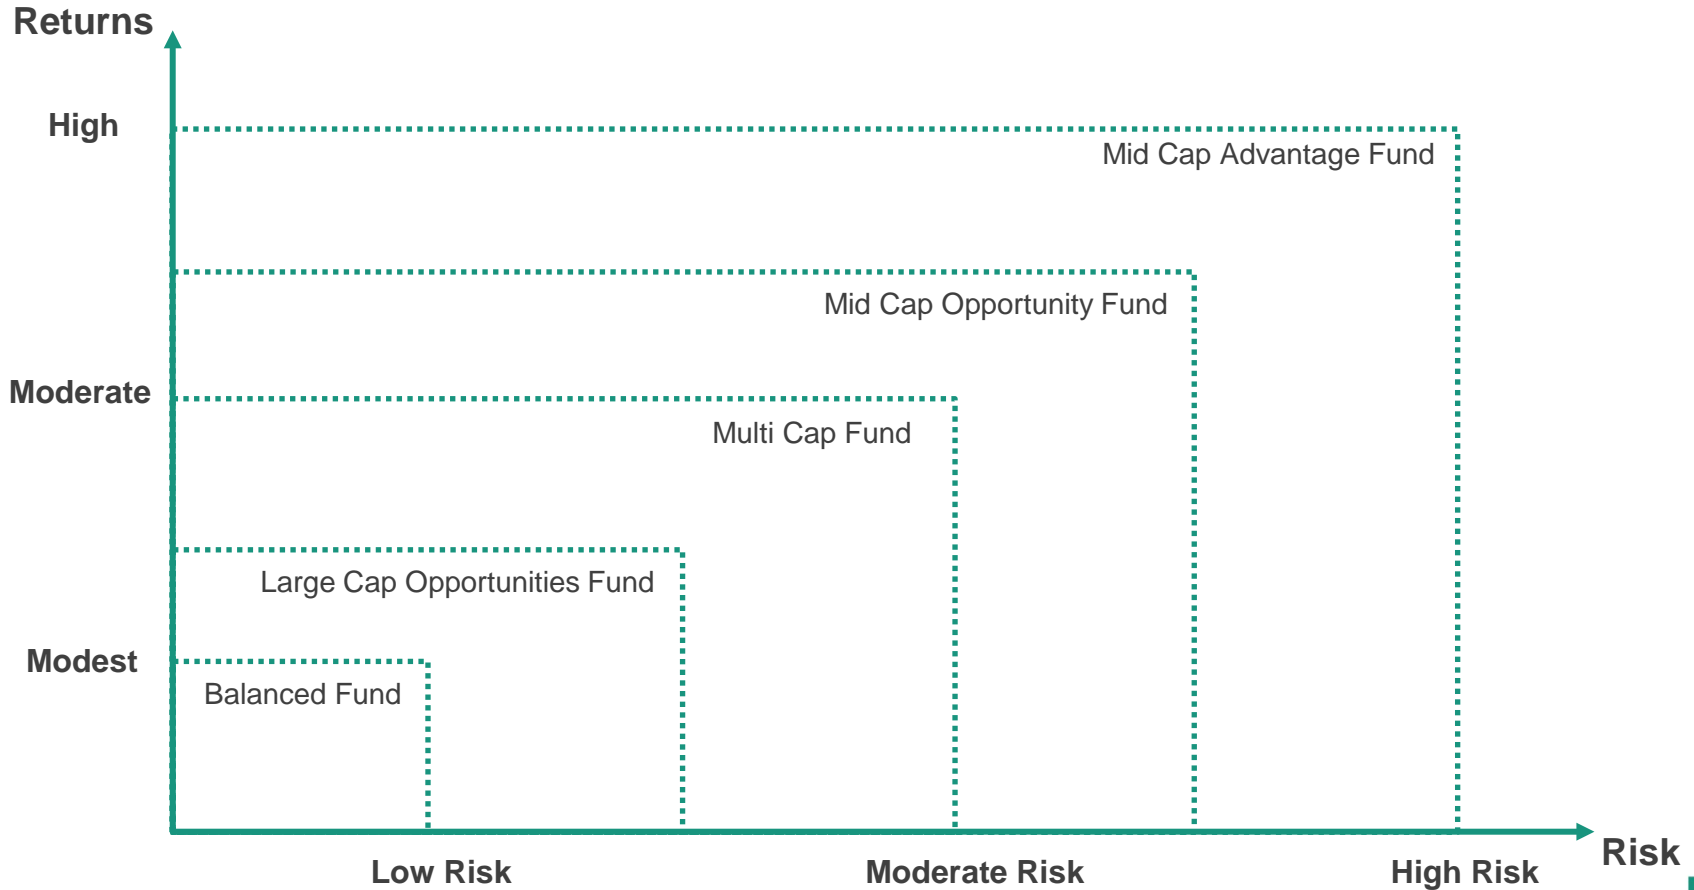 Returns
High
Mid Cap Advantage Fund
Mid Cap Opportunity Fund
Moderate
Multi Cap Fund
Large Cap Opportunities Fund
Modest
Balanced Fund
Low Risk
Moderate Risk
High Risk
Risk